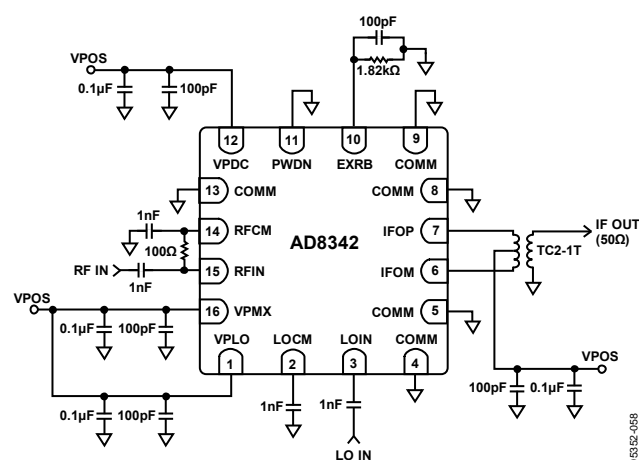 100pF
1.82kΩ
VPOS
0.1µF
100pF
12
11
10
9
VPDC
PWDN
EXRB
COMM
13
COMM
COMM
8
1nF
14
RFCM
IFOP
7
IF OUT
(50Ω)
100Ω
AD8342
TC2-1T
RF IN
15
RFIN
IFOM
6
1nF
VPOS
16
VPMX
COMM
5
0.1µF
100pF
VPLO
LOCM
LOIN
COMM
1
2
3
4
VPOS
100pF
0.1µF
0.1µF
100pF
1nF
1nF
LO IN
5352-058